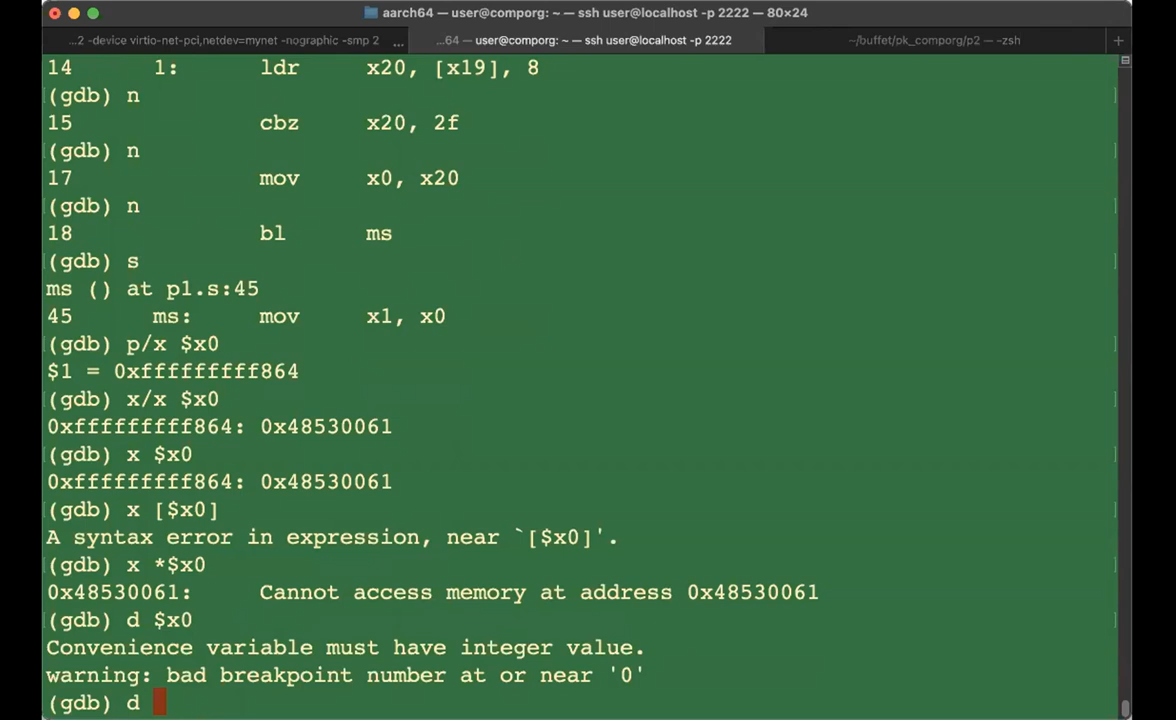 aarch64 — user@comporg: ~ — ssh user@localhost -p 2222 — 80×24
...2 -device virtio-net-pci,netdev=mynet -nographic -smp 2 ... ...64 — user@comporg: ~ — ssh user@localhost -p 2222 ~/buffet/pk_comporg/p2 — -zsh +
14 1: ldr x20, [x19], 8
(gdb) n
15 cbz x20, 2f
(gdb) n
17 mov x0, x20
(gdb) n
18 bl ms
(gdb) s
ms () at p1.s:45
45 ms: mov x1, x0
(gdb) p/x $x0
$1 = 0xfffffffff864
(gdb) x/x $x0
0xfffffffff864: 0x48530061
(gdb) x $x0
0xfffffffff864: 0x48530061
(gdb) x [$x0]
A syntax error in expression, near `[$x0]'.
(gdb) x *$x0
0x48530061: Cannot access memory at address 0x48530061
(gdb) d $x0
Convenience variable must have integer value.
warning: bad breakpoint number at or near '0'
(gdb) d